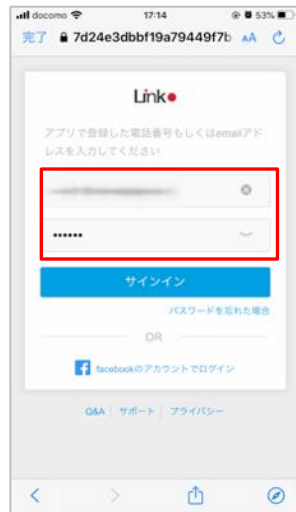 docomo 17:14 53%
完了 7d24e3dbbf19a79449f7b AA
Link
アプリで登録した電話番号もしくはemailアド
レスを入力してください
••••••
サインイン
パスワードを忘れた場合
OR
f facebookのアカウントでログイン
Q&A サポート プライバシー